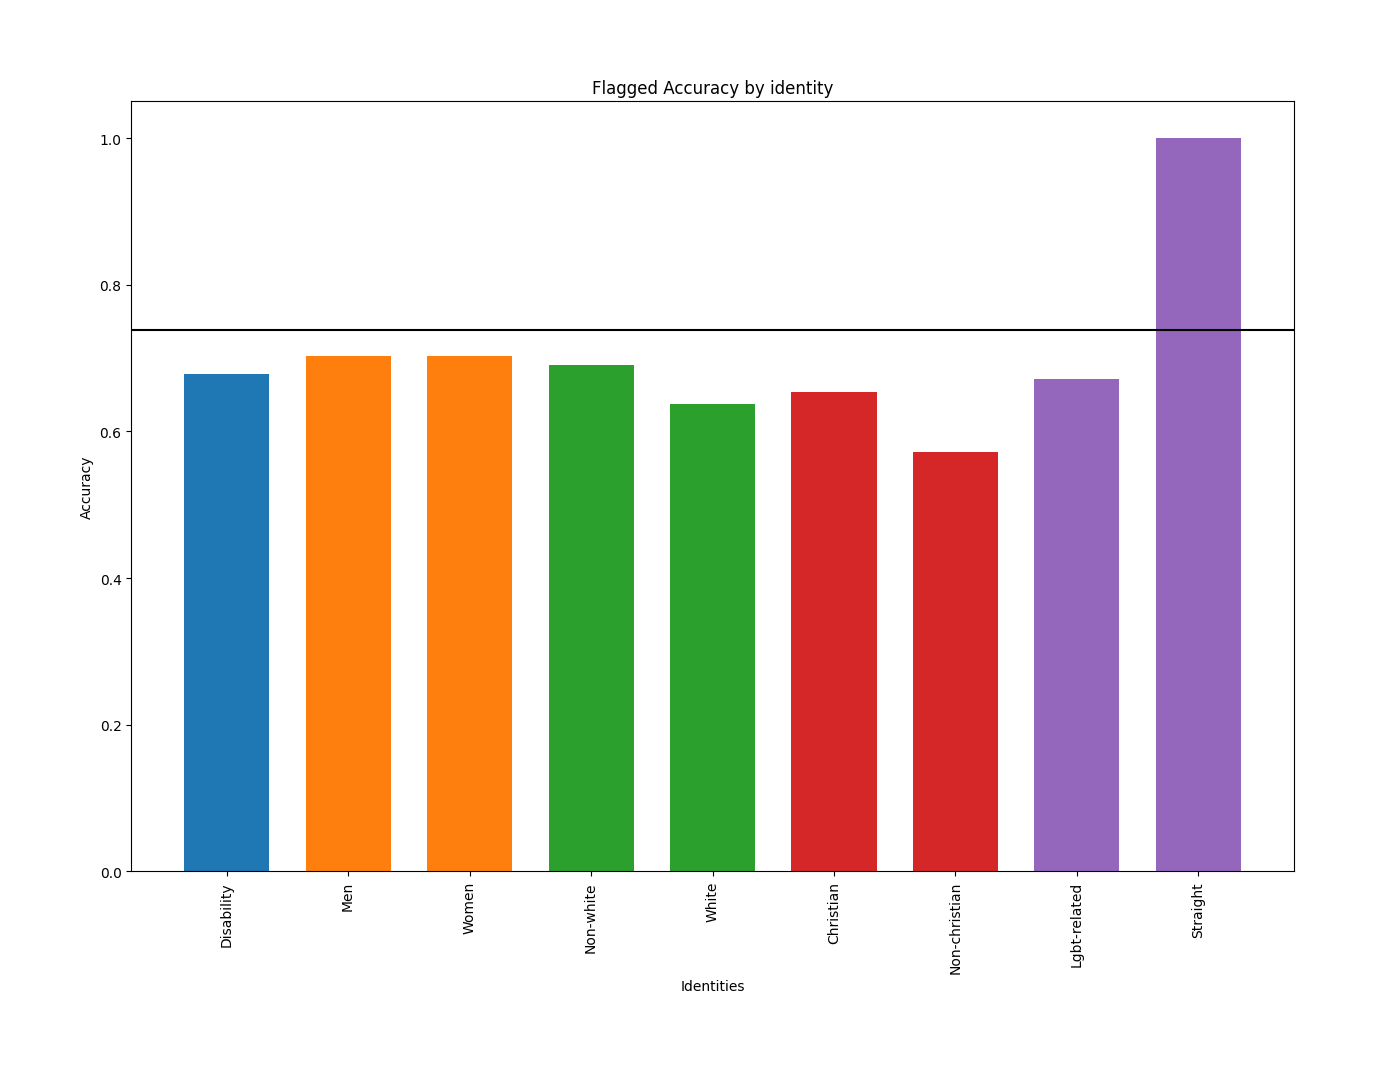 Flagged Accuracy by identity
1.0
0.8
0.6
0.4
0.2
0.0
Accuracy
Disability
Men
Women
Non-white
White
Christian
Non-christian
Lgbt-related
Straight
Identities